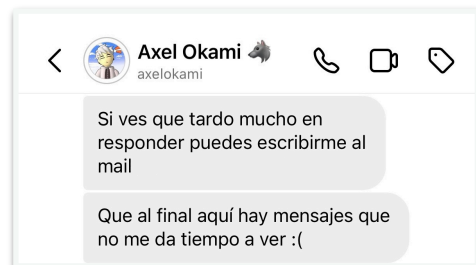 Axel Okami 🐺
axelokami
Si ves que tardo mucho en
responder puedes escribirme al
mail
Que al final aquí hay mensajes que
no me da tiempo a ver :(